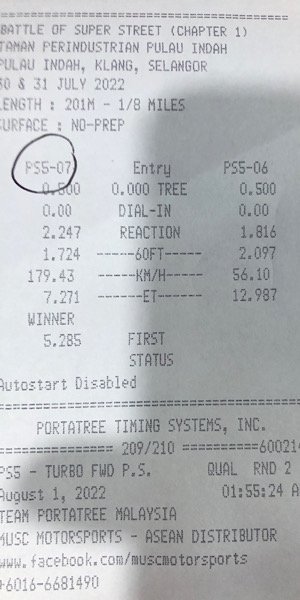 BATTLE OF SUPER STREET (CHAPTER 1)
TAMAN PERINDUSTRIAN PULAU INDAH
PULAU INDAH, KLANG, SELANGOR
30 & 31 JULY 2022
LENGTH : 201M - 1/8 MILES
SURFACE : NO-PREP
PS5-07 Entry PS5-06
0.500 0.000 TREE 0.500
0.00 DIAL-IN 0.00
2.247 REACTION 1.816
1.724 -----60FT----- 2.097
179.43 -----KM/H----- 56.10
7.271 ------ET------ 12.987
WINNER
5.285 FIRST
STATUS
Autostart Disabled
PORTATREE TIMING SYSTEMS, INC.
============= 209/210 ==========600214
PS5 - TURBO FWD P.S. QUAL RND 2
August 1, 2022 01:55:24 A
TEAM PORTATREE MALAYSIA
MUSC MOTORSPORTS - ASEAN DISTRIBUTOR
www.facebook.com/muscmotorsports
+6016-6681490